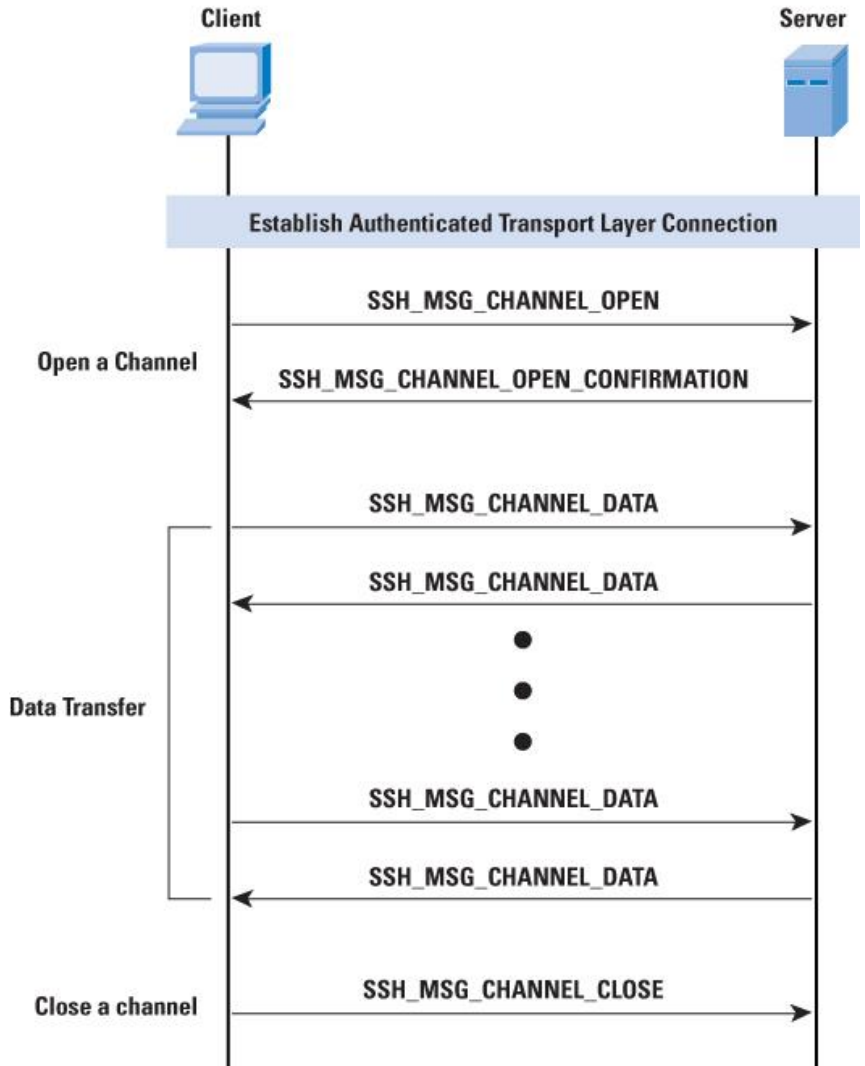 Client
Server
Establish Authenticated Transport Layer Connection
SSH_MSG_CHANNEL_OPEN
Open a Channel
SSH_MSG_CHANNEL_OPEN_CONFIRMATION
SSH_MSG_CHANNEL_DATA
SSH_MSG_CHANNEL_DATA
Data Transfer
SSH_MSG_CHANNEL_DATA
SSH_MSG_CHANNEL_DATA
SSH_MSG_CHANNEL_CLOSE
Close a channel